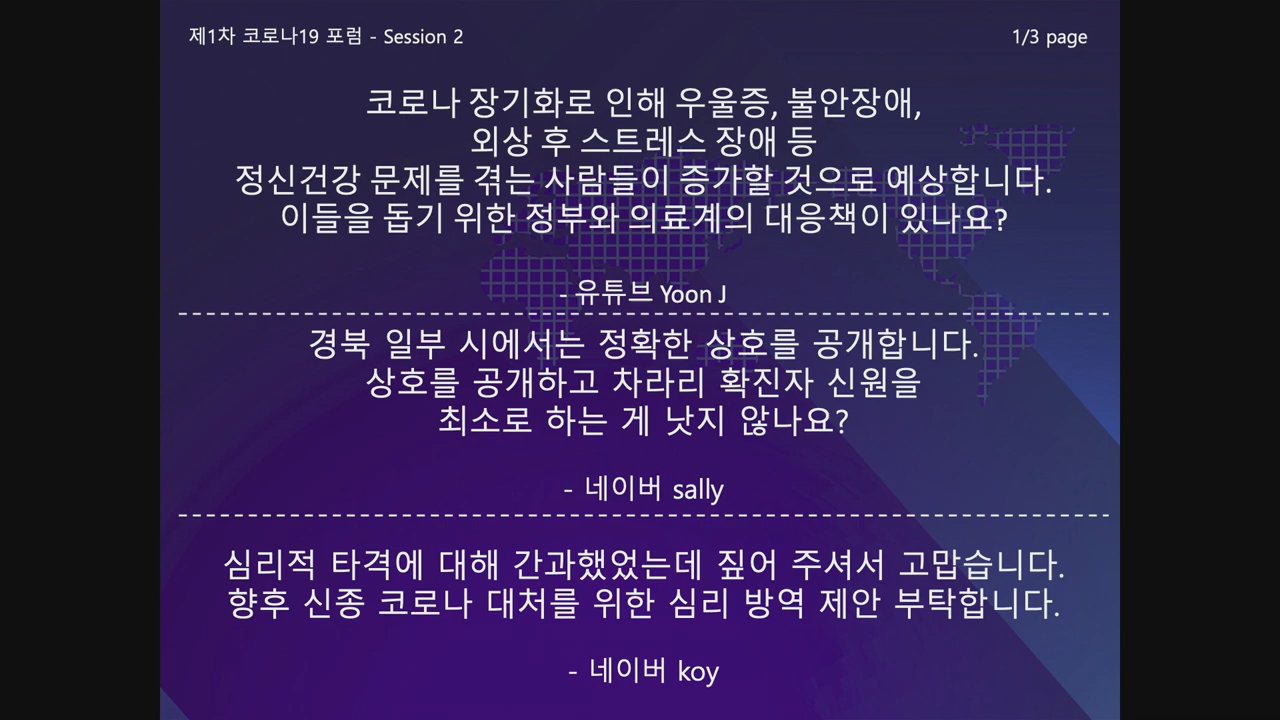 제1차 코로나19 포럼 - Session 2
1/3 page
코로나 장기화로 인해 우울증, 불안장애,
외상 후 스트레스 장애 등
정신건강 문제를 겪는 사람들이 증가할 것으로 예상합니다.
이들을 돕기 위한 정부와 의료계의 대응책이 있나요?
- 유튜브 Yoon J
경북 일부 시에서는 정확한 상호를 공개합니다.
상호를 공개하고 차라리 확진자 신원을
최소로 하는 게 낫지 않나요?
- 네이버 sally
심리적 타격에 대해 간과했었는데 짚어 주셔서 고맙습니다.
향후 신종 코로나 대처를 위한 심리 방역 제안 부탁합니다.
- 네이버 koy